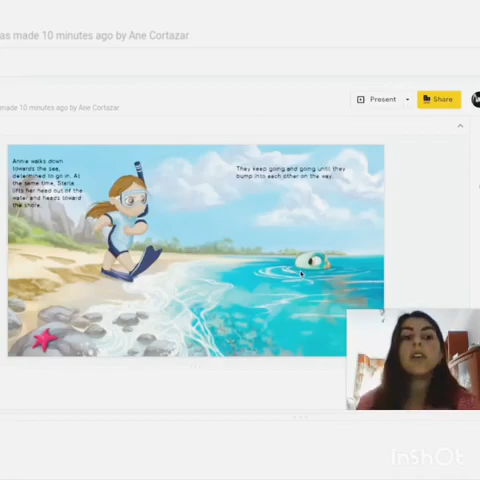 as made 10 minutes ago by Ane Cortazar
made 10 minutes ago by Ane Cortazar
Present
Share
Annie walks down
towards the sea,
determined to go in. At
the same time, Starla
lifts her head out of the
water and heads toward
the shore.
They keep going and going until they
bump into each other on the way.
InShOt